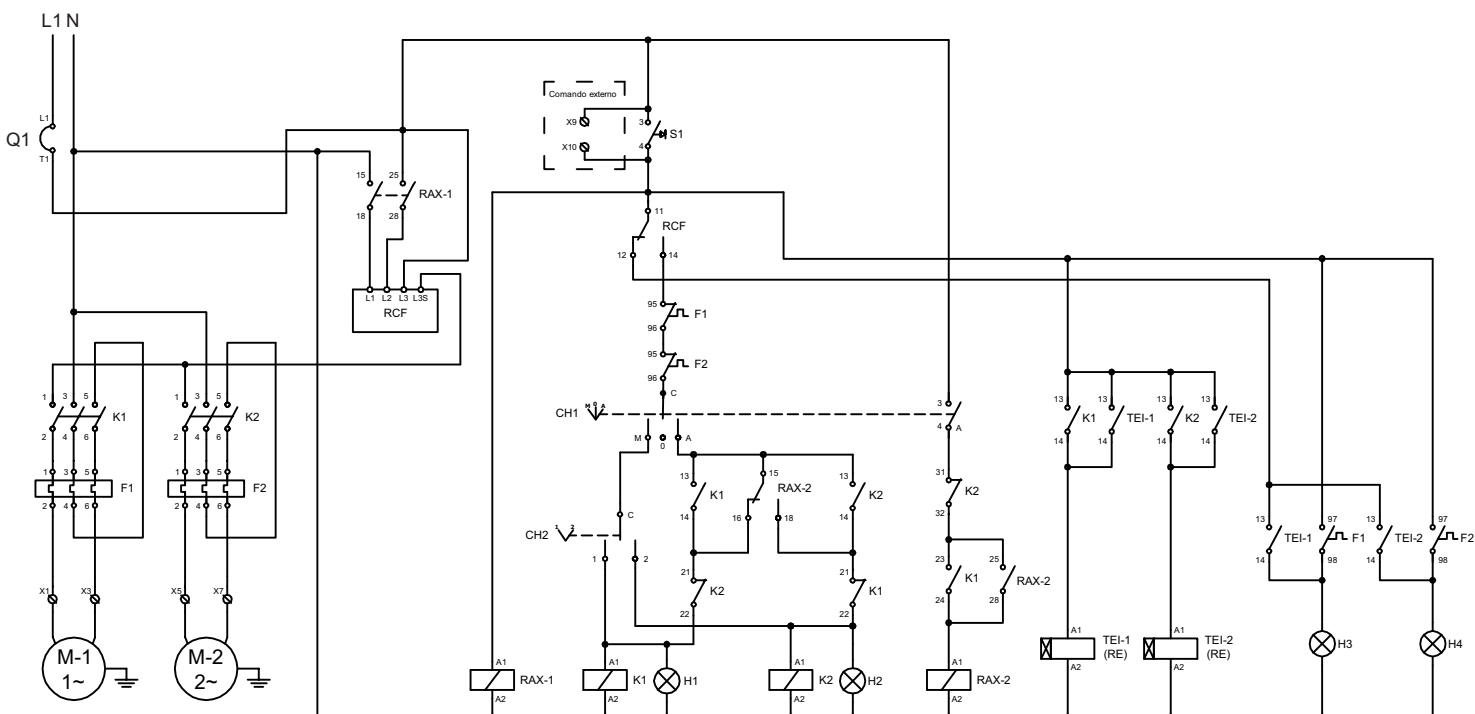 L1 N
Q1
L1
T1
15
25
18
28
RAX-1
L1 L2 L3 L3S
RCF
Comando externo
X9
X10
3
4
S1
11
RCF
12
14
95
96
F1
95
96
F2
C
CH1
M 0 A
M
0
A
3
4
A
1 3 5
2 4 6
K1
1 3 5
2 4 6
K2
1 3 5
2 4 6
F1
1 3 5
2 4 6
F2
X1
X3
X5
X7
M-1
1~
M-2
2~
CH2
1 2
C
1
2
13
14
K1
15
RAX-2
16
18
13
14
K2
21
22
K2
21
22
K1
31
32
K2
23
24
K1
25
28
RAX-2
A1
A2
RAX-1
A1
A2
K1
H1
A1
A2
K2
H2
A1
A2
RAX-2
13
14
K1
13
14
TEI-1
13
14
K2
13
14
TEI-2
A1
A2
TEI-1
(RE)
A1
A2
TEI-2
(RE)
13
14
TEI-1
97
98
F1
13
14
TEI-2
97
98
F2
H3
H4